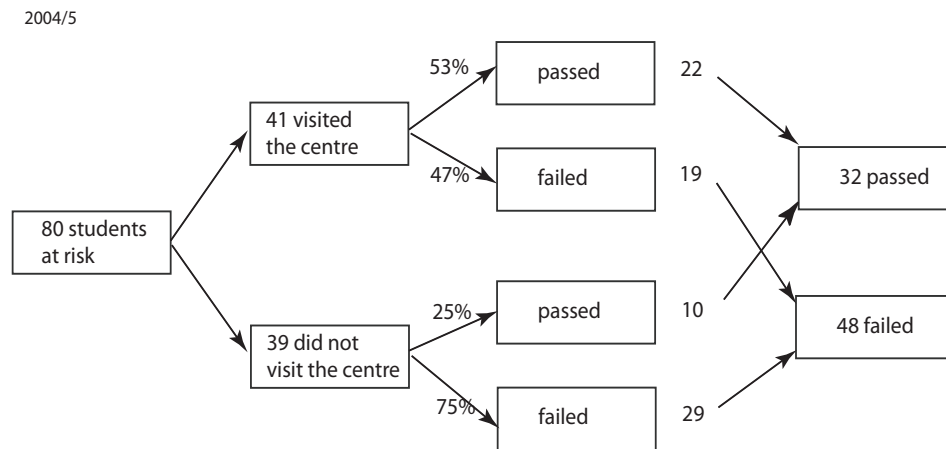 2004/5
80 students
at risk
41 visited
the centre
39 did not
visit the centre
53%
47%
25%
75%
passed
failed
passed
failed
22
19
10
29
32 passed
48 failed